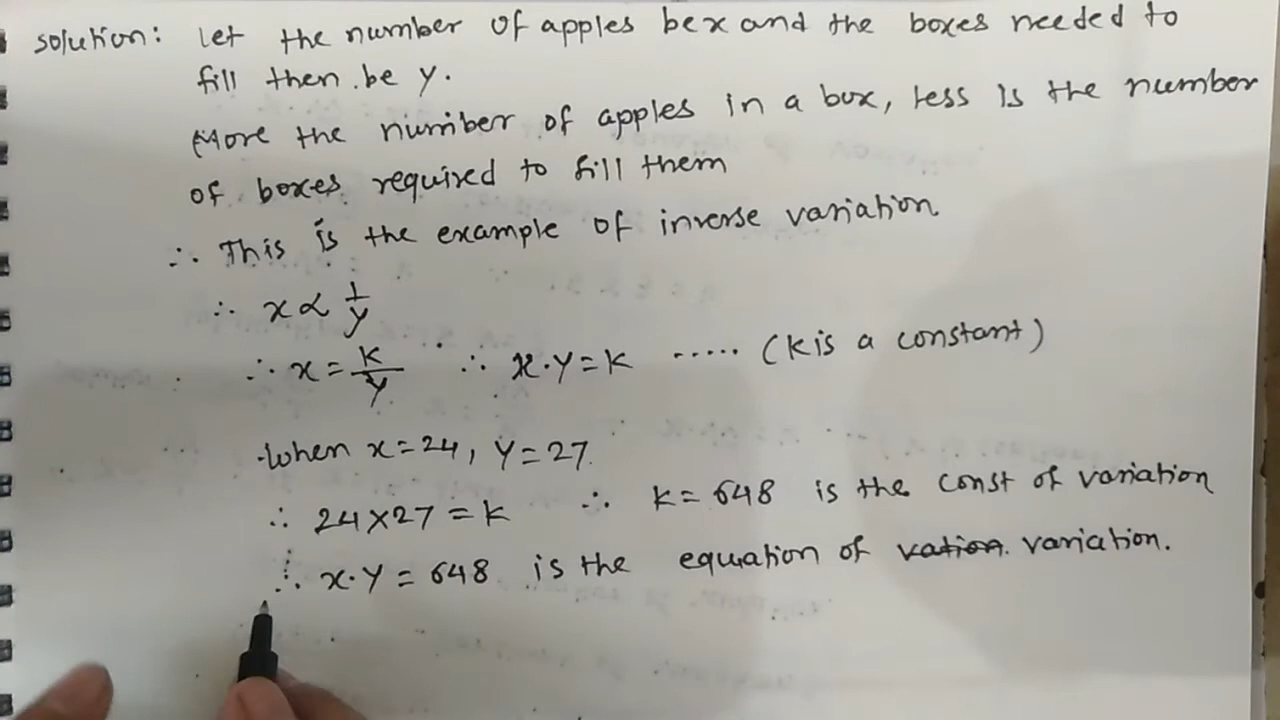 solution: Let the number of apples be x and the boxes needed to
fill then be y.
More the number of apples in a box, less is the number
of boxes required to fill them
∴ This is the example of inverse variation.
∴ x ∝ 1/y
∴ x = K/y ∴ x·y = K ..... (K is a constant)
When x = 24, y = 27.
∴ 24 × 27 = K ∴ K = 648 is the const of variation
∴ x·y = 648 is the equation of vation. variation.